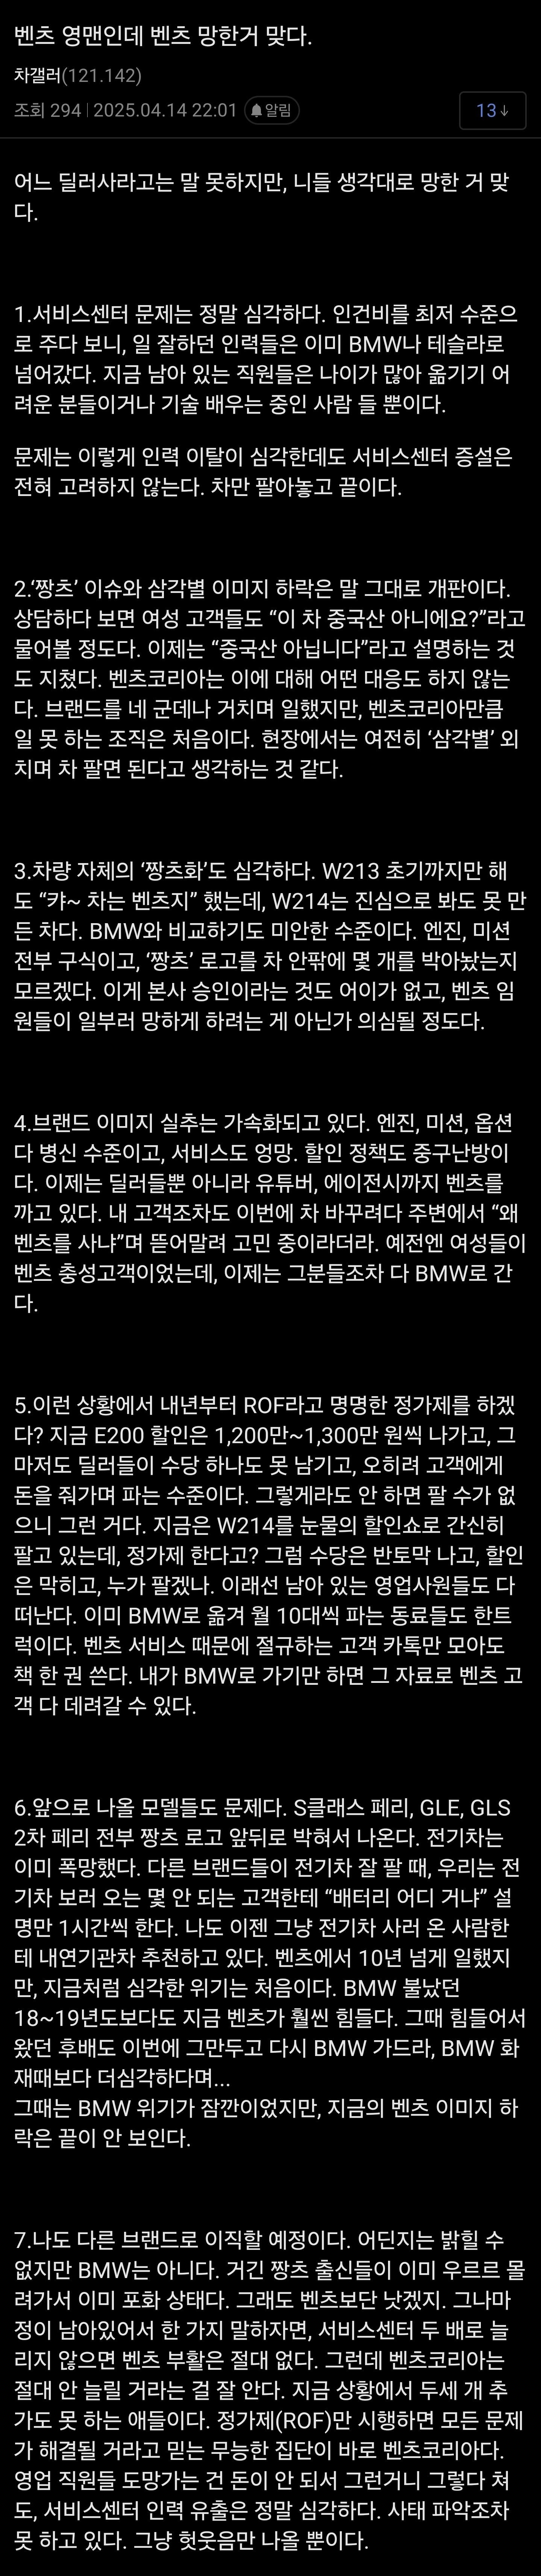 벤츠 영맨인데 벤츠 망한거 맞다.
차갤러(121.142)
조회 294 | 2025.04.14 22:01 알림 13↓
어느 딜러사라고는 말 못하지만, 니들 생각대로 망한 거 맞
다.
1.서비스센터 문제는 정말 심각하다. 인건비를 최저 수준으
로 주다 보니, 일 잘하던 인력들은 이미 BMW나 테슬라로
넘어갔다. 지금 남아 있는 직원들은 나이가 많아 옮기기 어
려운 분들이거나 기술 배우는 중인 사람 들 뿐이다.
문제는 이렇게 인력 이탈이 심각한데도 서비스센터 증설은
전혀 고려하지 않는다. 차만 팔아놓고 끝이다.
2.‘짱츠’ 이슈와 삼각별 이미지 하락은 말 그대로 개판이다.
상담하다 보면 여성 고객들도 “이 차 중국산 아니에요?”라고
물어볼 정도다. 이제는 “중국산 아닙니다”라고 설명하는 것
도 지쳤다. 벤츠코리아는 이에 대해 어떤 대응도 하지 않는
다. 브랜드를 네 군데나 거치며 일했지만, 벤츠코리아만큼
일 못 하는 조직은 처음이다. 현장에서는 여전히 ‘삼각별’ 외
치며 차 팔면 된다고 생각하는 것 같다.
3.차량 자체의 ‘짱츠화’도 심각하다. W213 초기까지만 해
도 “캬~ 차는 벤츠지” 했는데, W214는 진심으로 봐도 못 만
든 차다. BMW와 비교하기도 미안한 수준이다. 엔진, 미션
전부 구식이고, ‘짱츠’ 로고를 차 안팎에 몇 개를 박아놨는지
모르겠다. 이게 본사 승인이라는 것도 어이가 없고, 벤츠 임
원들이 일부러 망하게 하려는 게 아닌가 의심될 정도다.
4.브랜드 이미지 실추는 가속화되고 있다. 엔진, 미션, 옵션
다 병신 수준이고, 서비스도 엉망. 할인 정책도 중구난방이
다. 이제는 딜러들뿐 아니라 유튜버, 에이전시까지 벤츠를
까고 있다. 내 고객조차도 이번에 차 바꾸려다 주변에서 “왜
벤츠를 사냐”며 뜯어말려 고민 중이라더라. 예전엔 여성들이
벤츠 충성고객이었는데, 이제는 그분들조차 다 BMW로 간
다.
5.이런 상황에서 내년부터 ROF라고 명명한 정가제를 하겠
다? 지금 E200 할인은 1,200만~1,300만 원씩 나가고, 그
마저도 딜러들이 수당 하나도 못 남기고, 오히려 고객에게
돈을 줘가며 파는 수준이다. 그렇게라도 안 하면 팔 수가 없
으니 그런 거다. 지금은 W214를 눈물의 할인쇼로 간신히
팔고 있는데, 정가제 한다고? 그럼 수당은 반토막 나고, 할인
은 막히고, 누가 팔겠나. 이래선 남아 있는 영업사원들도 다
떠난다. 이미 BMW로 옮겨 월 10대씩 파는 동료들도 한트
럭이다. 벤츠 서비스 때문에 절규하는 고객 카톡만 모아도
책 한 권 쓴다. 내가 BMW로 가기만 하면 그 자료로 벤츠 고
객 다 데려갈 수 있다.
6.앞으로 나올 모델들도 문제다. S클래스 페리, GLE, GLS
2차 페리 전부 짱츠 로고 앞뒤로 박혀서 나온다. 전기차는
이미 폭망했다. 다른 브랜드들이 전기차 잘 팔 때, 우리는 전
기차 보러 오는 몇 안 되는 고객한테 “배터리 어디 거냐” 설
명만 1시간씩 한다. 나도 이젠 그냥 전기차 사러 온 사람한
테 내연기관차 추천하고 있다. 벤츠에서 10년 넘게 일했지
만, 지금처럼 심각한 위기는 처음이다. BMW 불났던
18~19년도보다도 지금 벤츠가 훨씬 힘들다. 그때 힘들어서
왔던 후배도 이번에 그만두고 다시 BMW 가드라, BMW 화
재때보다 더심각하다며...
그때는 BMW 위기가 잠깐이었지만, 지금의 벤츠 이미지 하
락은 끝이 안 보인다.
7.나도 다른 브랜드로 이직할 예정이다. 어딘지는 밝힐 수
없지만 BMW는 아니다. 거긴 짱츠 출신들이 이미 우르르 몰
려가서 이미 포화 상태다. 그래도 벤츠보단 낫겠지. 그나마
정이 남아있어서 한 가지 말하자면, 서비스센터 두 배로 늘
리지 않으면 벤츠 부활은 절대 없다. 그런데 벤츠코리아는
절대 안 늘릴 거라는 걸 잘 안다. 지금 상황에서 두세 개 추
가도 못 하는 애들이다. 정가제(ROF)만 시행하면 모든 문제
가 해결될 거라고 믿는 무능한 집단이 바로 벤츠코리아다.
영업 직원들 도망가는 건 돈이 안 되서 그런거니 그렇다 쳐
도, 서비스센터 인력 유출은 정말 심각하다. 사태 파악조차
못 하고 있다. 그냥 헛웃음만 나올 뿐이다.